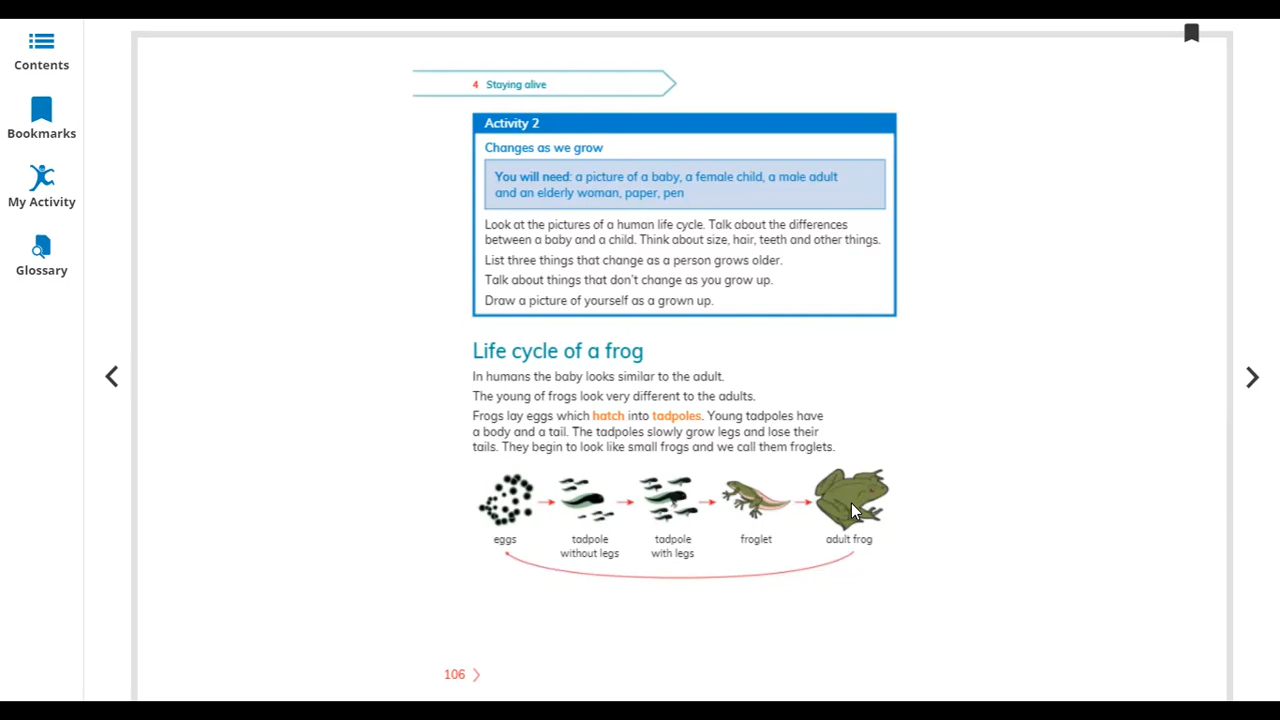 Contents
Bookmarks
My Activity
Glossary
4 Staying alive
Activity 2
Changes as we grow
You will need: a picture of a baby, a female child, a male adult
and an elderly woman, paper, pen
Look at the pictures of a human life cycle. Talk about the differences
between a baby and a child. Think about size, hair, teeth and other things.
List three things that change as a person grows older.
Talk about things that don't change as you grow up.
Draw a picture of yourself as a grown up.
Life cycle of a frog
In humans the baby looks similar to the adult.
The young of frogs look very different to the adults.
Frogs lay eggs which hatch into tadpoles. Young tadpoles have
a body and a tail. The tadpoles slowly grow legs and lose their
tails. They begin to look like small frogs and we call them froglets.
eggs
tadpole
without legs
tadpole
with legs
froglet
adult frog
106